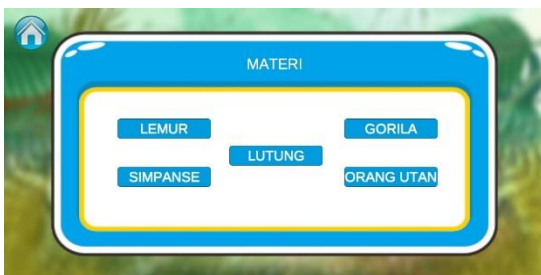 MATERI
LEMUR
GORILA
LUTUNG
SIMPANSE
ORANG UTAN